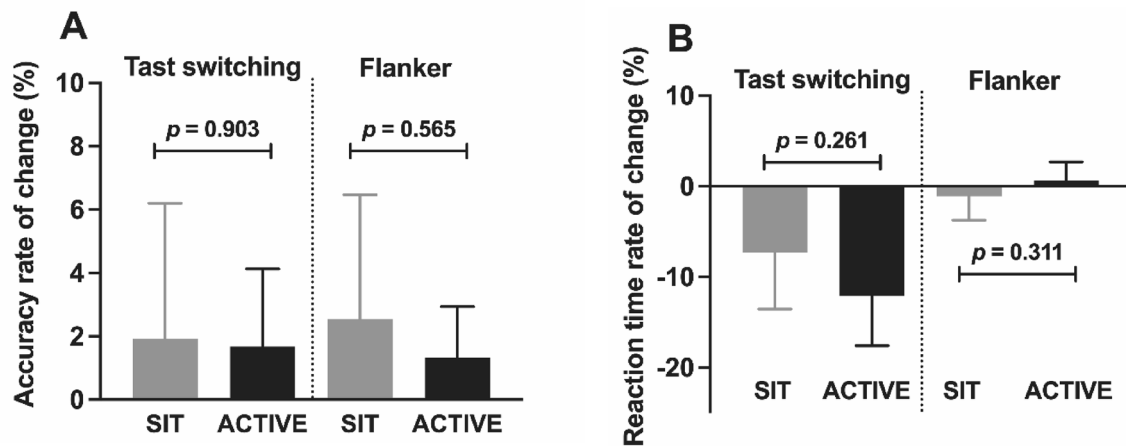 A
Tast switching
Flanker
Accuracy rate of change (%)
10
8
6
4
2
0
p = 0.903
p = 0.565
SIT
ACTIVE
SIT
ACTIVE
B
Tast switching
Flanker
Reaction time rate of change (%)
10
0
-10
-20
p = 0.261
p = 0.311
SIT
ACTIVE
SIT
ACTIVE